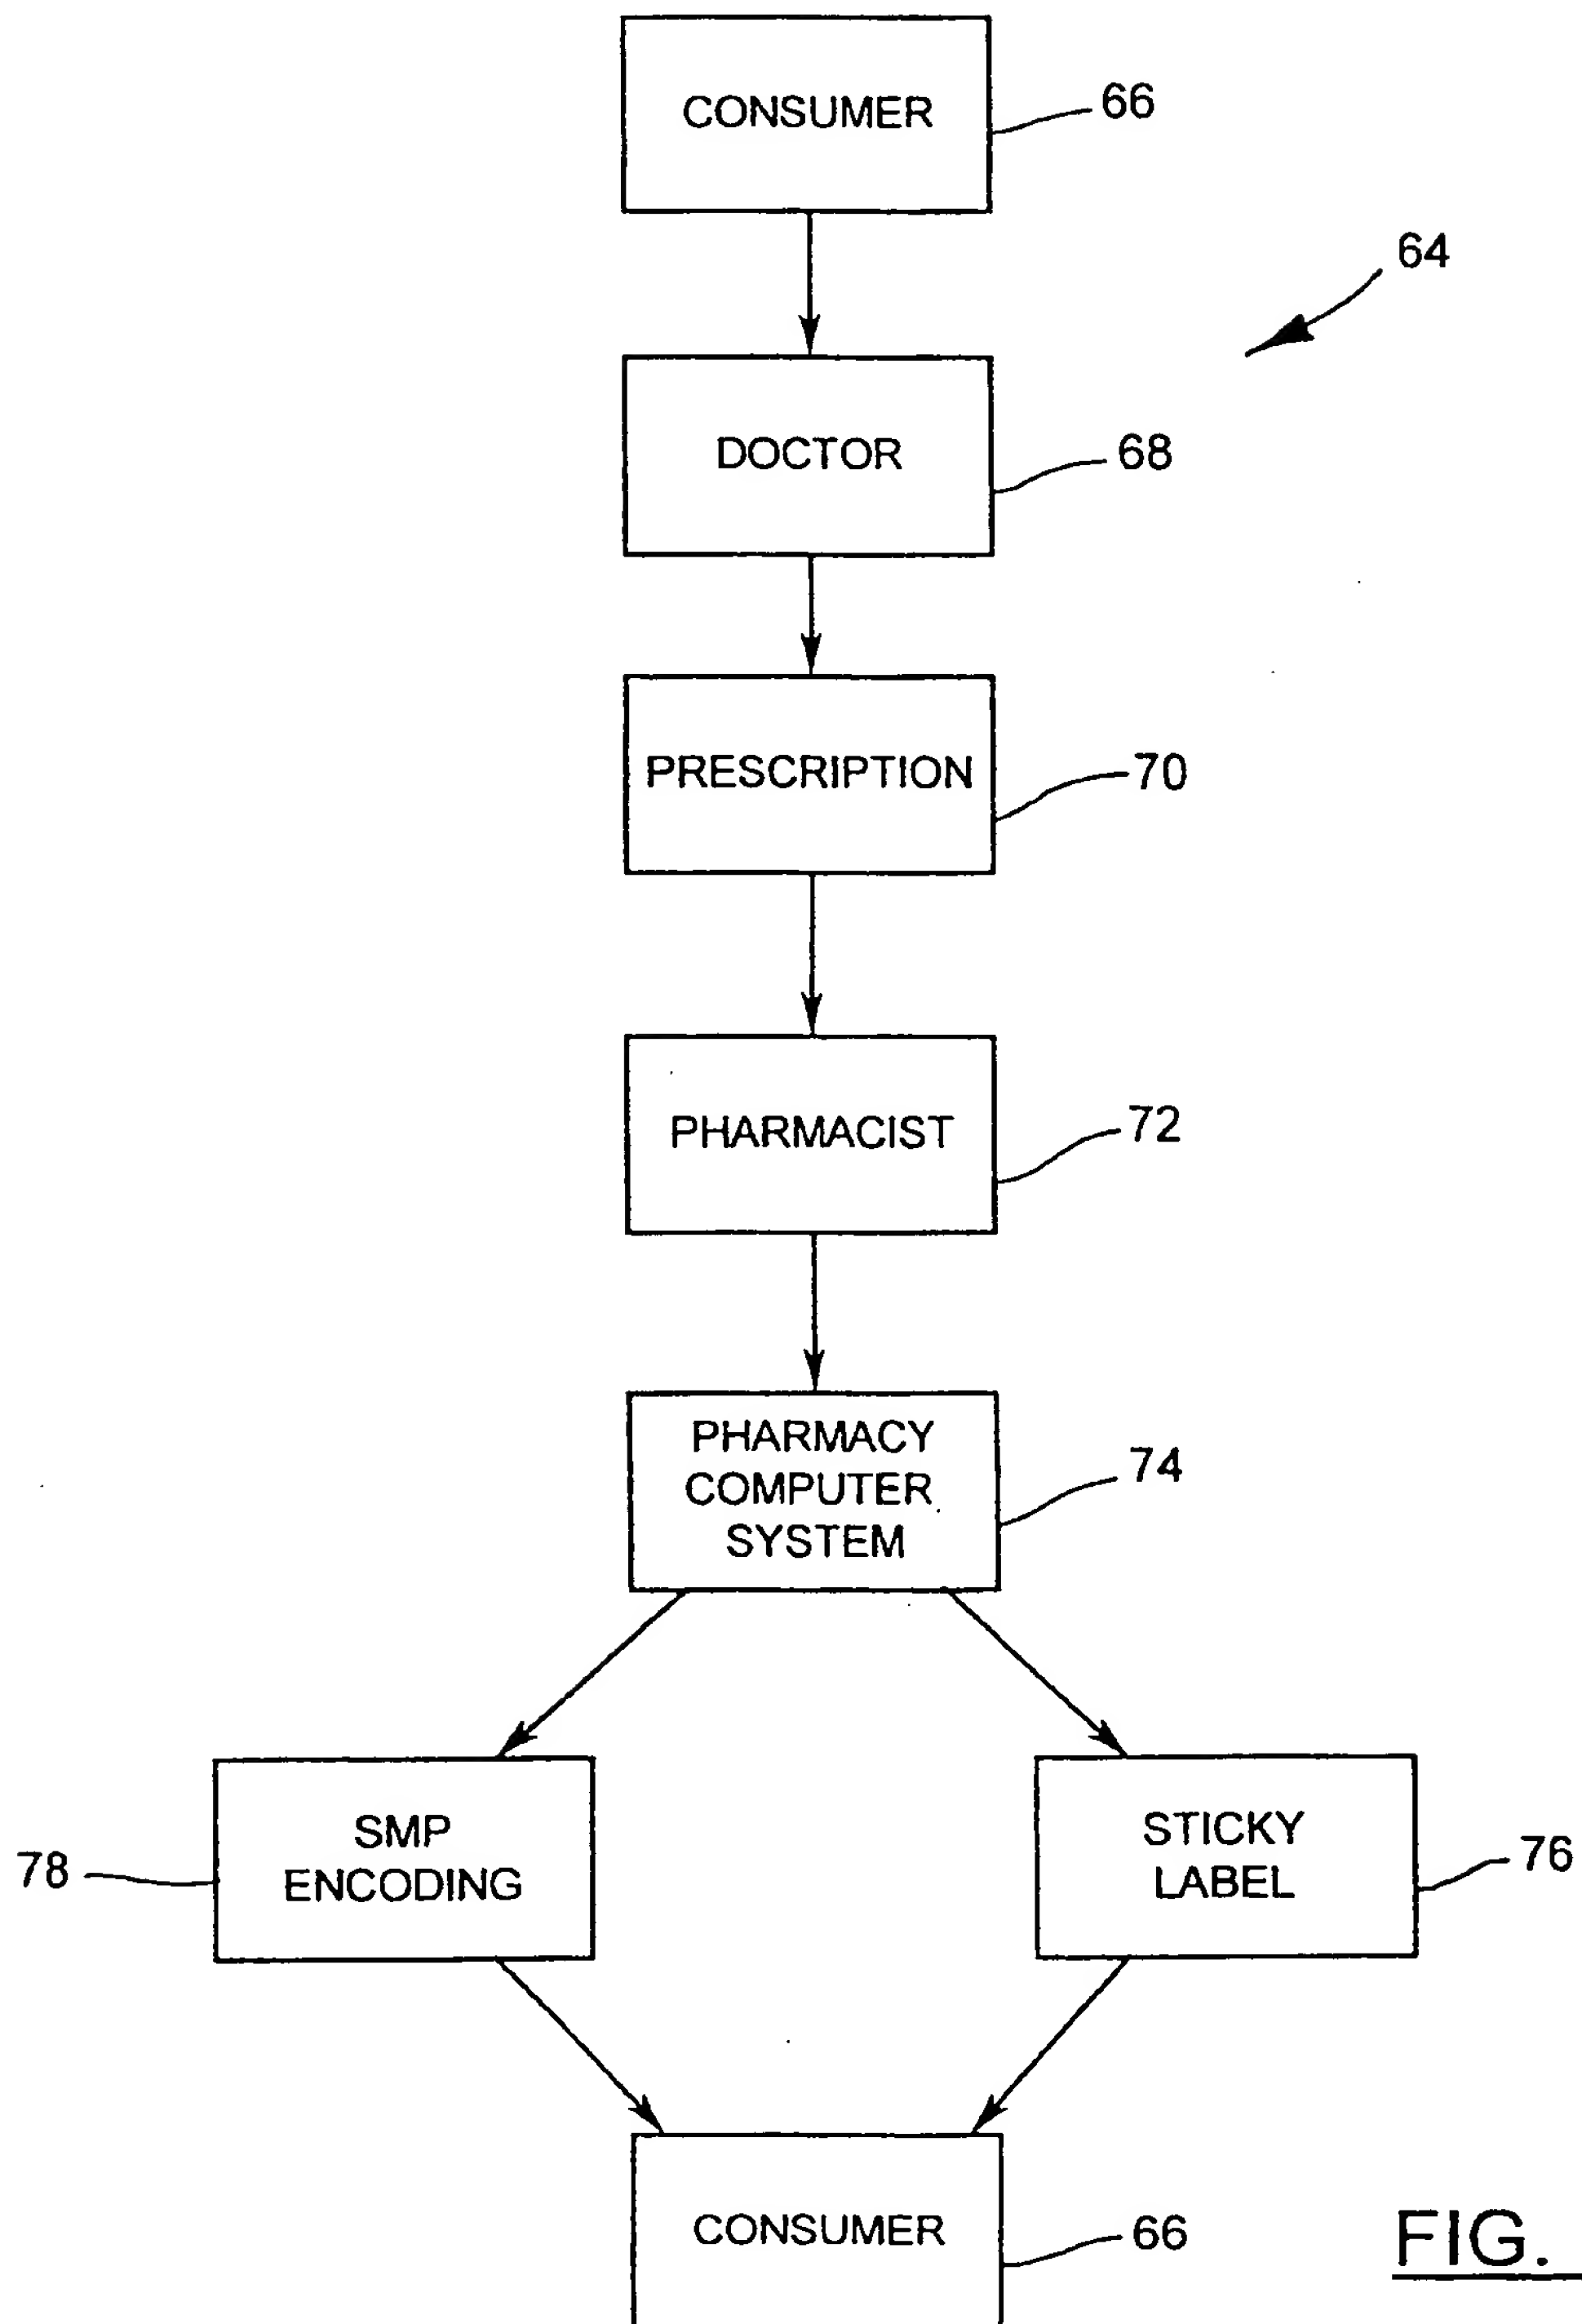 CONSUMER
66
64
DOCTOR
68
PRESCRIPTION
70
PHARMACIST
72
PHARMACY
COMPUTER
SYSTEM
74
SMP
ENCODING
78
STICKY
LABEL
76
CONSUMER
66
FIG.